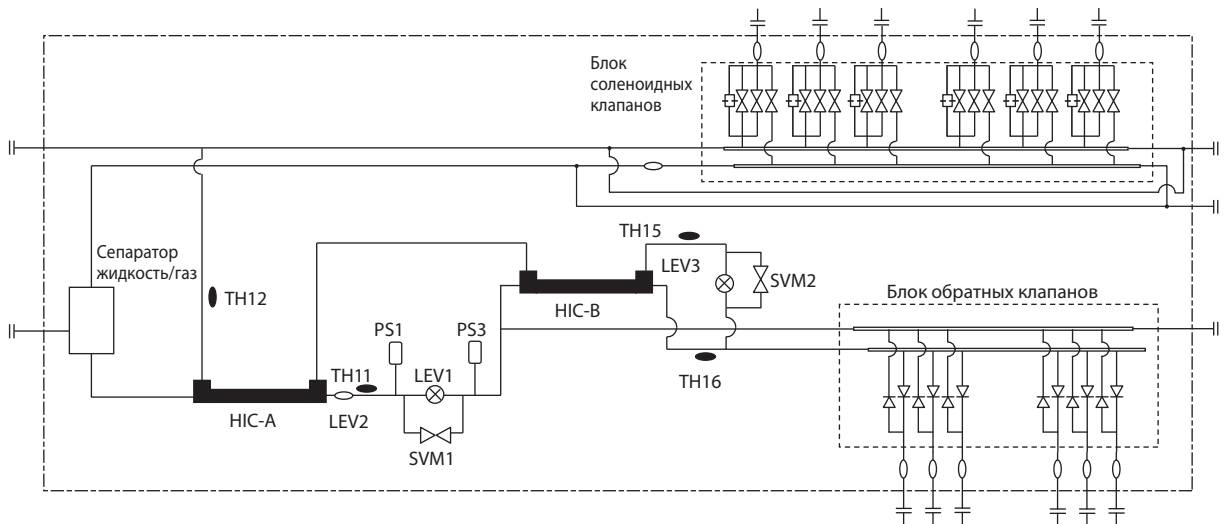 Блок
соленоидных
клапанов
Сепаратор
жидкость/газ
TH12
TH15
LEV3
SVM2
HIC-B
Блок обратных клапанов
PS1
PS3
TH11
LEV1
TH16
HIC-A
LEV2
SVM1